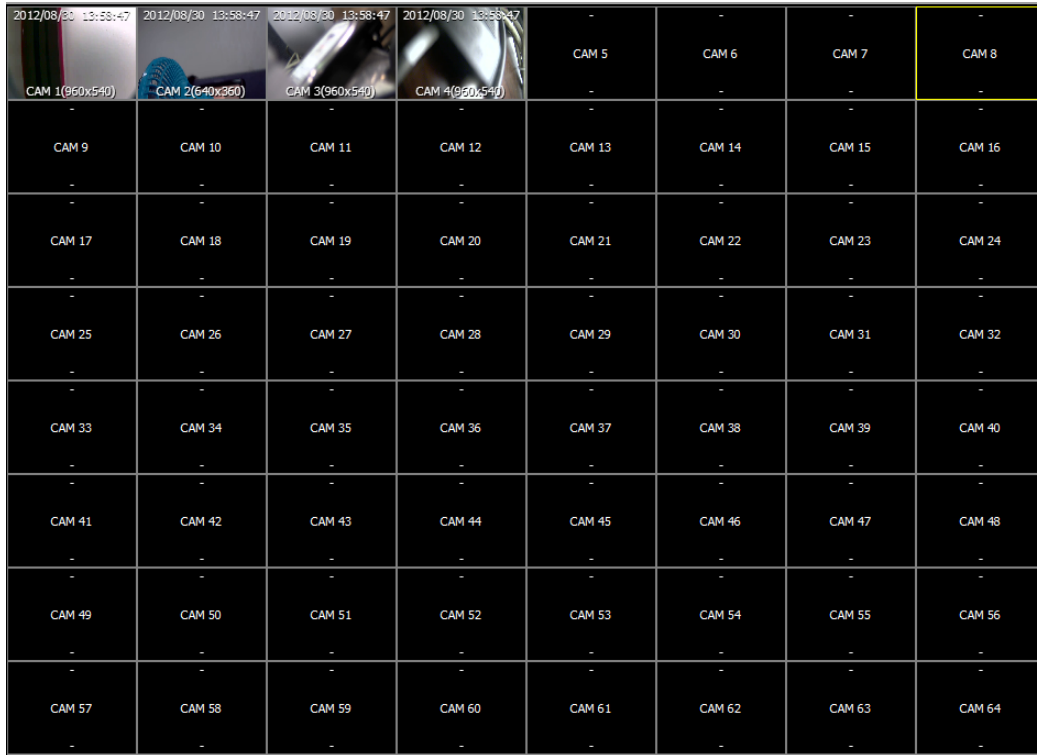 2012/08/30 13:58:47 2012/08/30 13:58:47 2012/08/30 13:58:47 2012/08/30 13:58:47 - - - -
CAM 5 CAM 6 CAM 7 CAM 8
CAM 1(960x540) CAM 2(640x360) CAM 3(960x540) CAM 4(960x540) - - - -
- - - - - - - -
CAM 9 CAM 10 CAM 11 CAM 12 CAM 13 CAM 14 CAM 15 CAM 16
- - - - - - - -
- - - - - - - -
CAM 17 CAM 18 CAM 19 CAM 20 CAM 21 CAM 22 CAM 23 CAM 24
- - - - - - - -
- - - - - - - -
CAM 25 CAM 26 CAM 27 CAM 28 CAM 29 CAM 30 CAM 31 CAM 32
- - - - - - - -
- - - - - - - -
CAM 33 CAM 34 CAM 35 CAM 36 CAM 37 CAM 38 CAM 39 CAM 40
- - - - - - - -
- - - - - - - -
CAM 41 CAM 42 CAM 43 CAM 44 CAM 45 CAM 46 CAM 47 CAM 48
- - - - - - - -
- - - - - - - -
CAM 49 CAM 50 CAM 51 CAM 52 CAM 53 CAM 54 CAM 55 CAM 56
- - - - - - - -
- - - - - - - -
CAM 57 CAM 58 CAM 59 CAM 60 CAM 61 CAM 62 CAM 63 CAM 64
- - - - - - - -